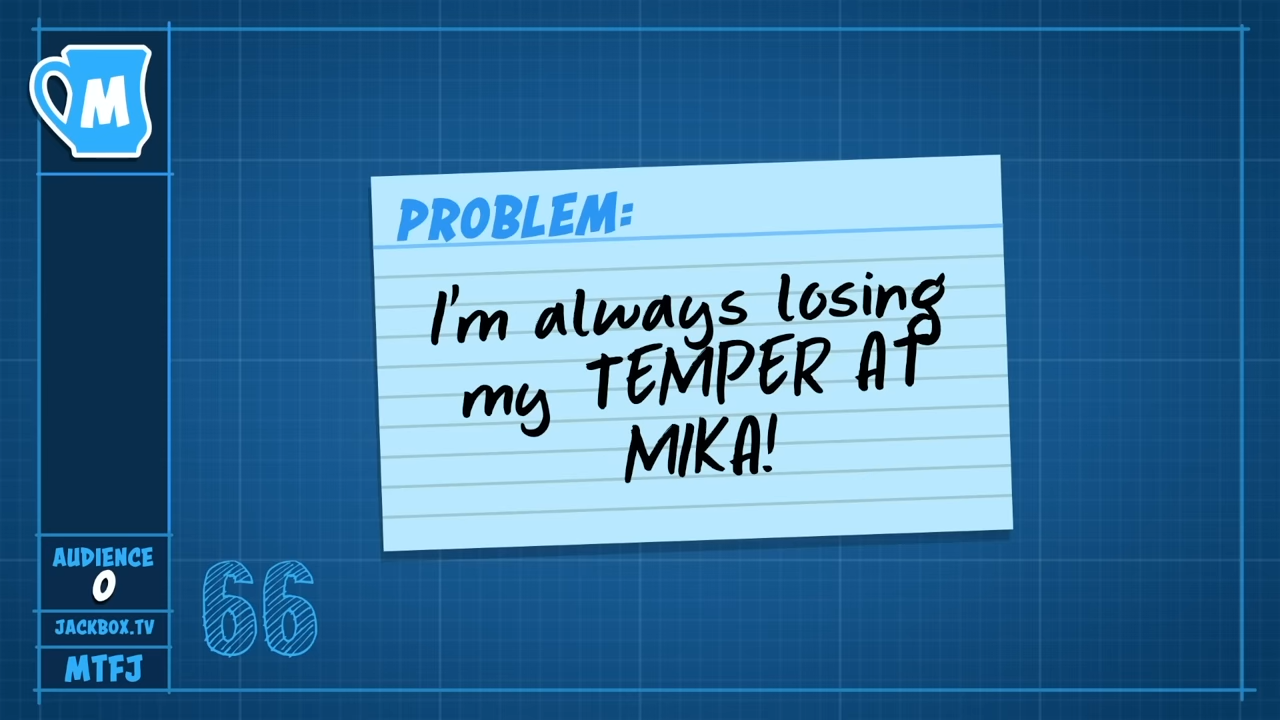 M
PROBLEM:
I'm always losing
my TEMPER AT
MIKA!
AUDIENCE
0
JACKBOX.TV
MTFJ
66